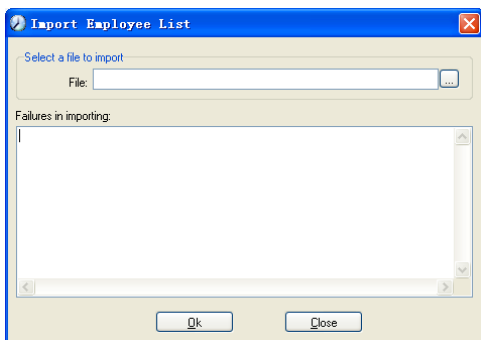 Import Employee List
Select a file to import
File:
...
Failures in importing:
Ok
Close